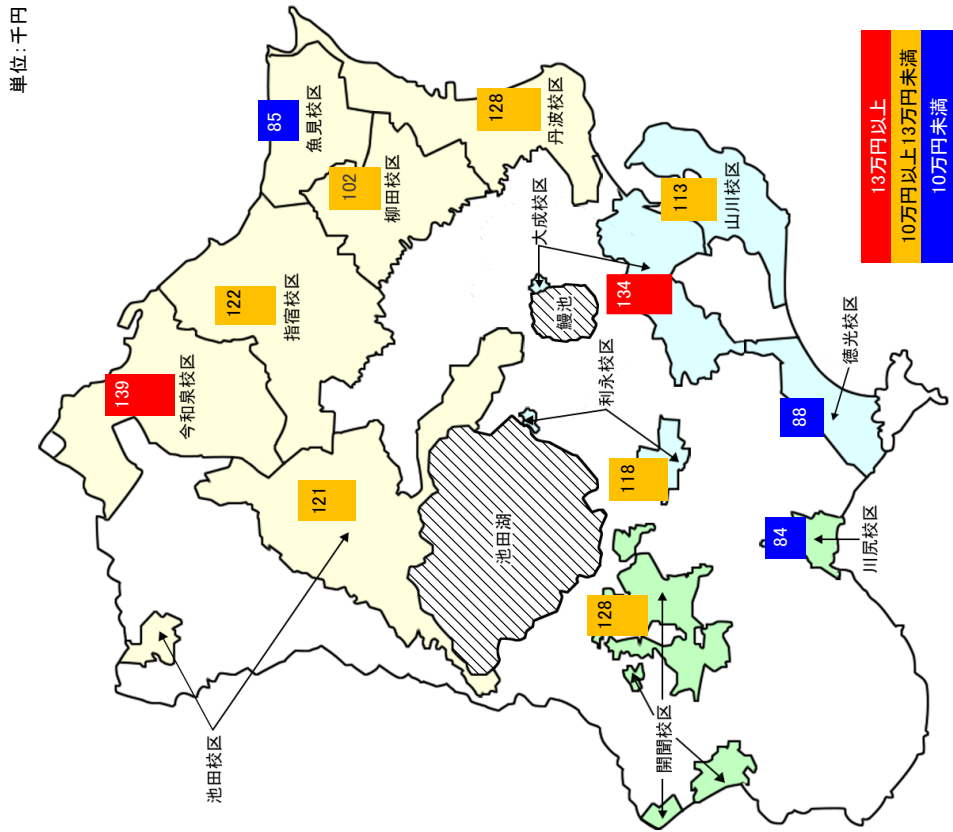 単位:千円
139
今和泉校区
122
指宿校区
85
魚見校区
102
柳田校区
128
丹波校区
池田校区
121
池田湖
鰻池
大成校区
134
113
山川校区
利永校区
118
徳光校区
88
84
川尻校区
128
開聞校区
13万円以上
10万円以上13万円未満
10万円未満